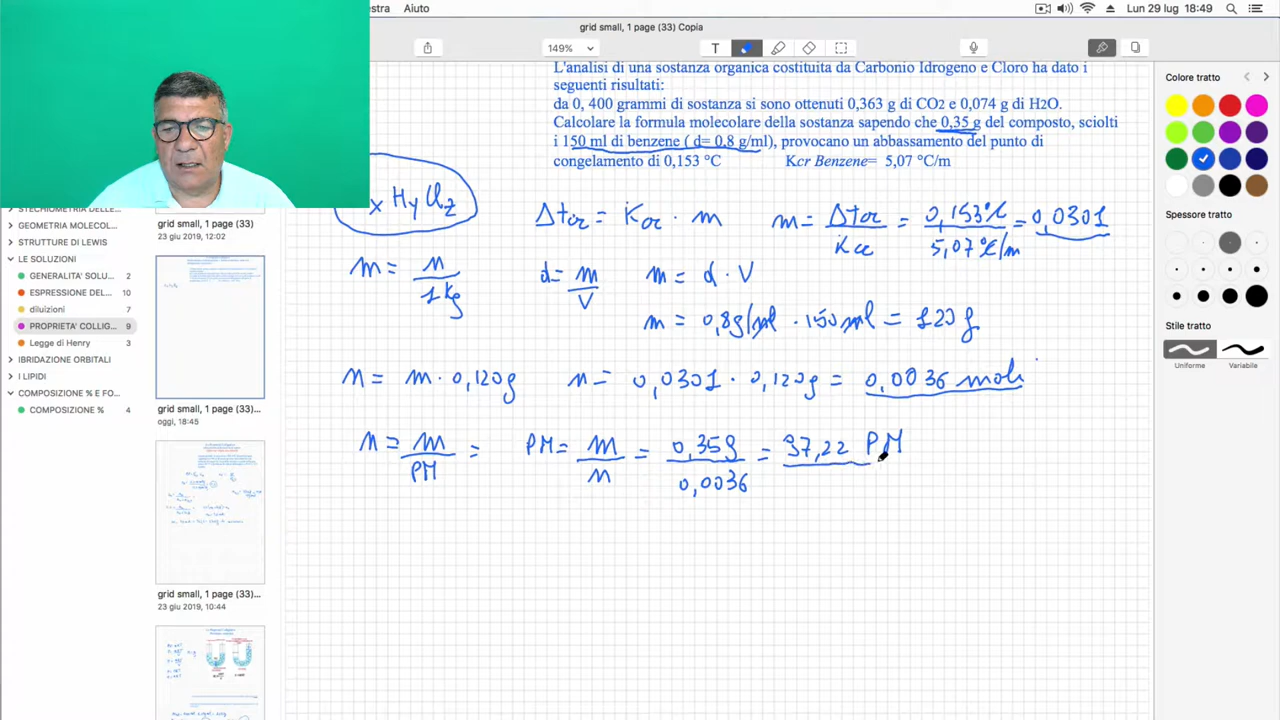 estra Aiuto Lun 29 lug 18:49
grid small, 1 page (33) Copia
149%
T
L'analisi di una sostanza organica costituita da Carbonio Idrogeno e Cloro ha dato i
seguenti risultati:
da 0, 400 grammi di sostanza si sono ottenuti 0,363 g di CO2 e 0,074 g di H2O.
Calcolare la formula molecolare della sostanza sapendo che 0,35 g del composto, sciolti
i 150 ml di benzene ( d= 0,8 g/ml), provocano un abbassamento del punto di
congelamento di 0,153 °C Kcr Benzene= 5,07 °C/m
x Hy Clz
Δtcr = Kcr · m m = Δtcr / Kcr = 0,153°C / 5,07 °C/m = 0,0301
m = n / 1 Kg d = m / V m = d · V
m = 0,8g/ml · 150 ml = 120 g
n = m · 0,120g n = 0,0301 · 0,120g = 0,0036 moli
n = m / PM = PM = m / n = 0,35g / 0,0036 = 97,22 PM
STECHIOMETRIA DELLE...
GEOMETRIA MOLECOL...
STRUTTURE DI LEWIS
LE SOLUZIONI
GENERALITA' SOLU... 2
ESPRESSIONE DEL... 10
diluizioni 7
PROPRIETA' COLLIG... 9
Legge di Henry 3
IBRIDAZIONE ORBITALI
I LIPIDI
COMPOSIZIONE % E FO...
COMPOSIZIONE % 4
grid small, 1 page (33)...
23 giu 2019, 12:02
grid small, 1 page (33)...
oggi, 18:45
grid small, 1 page (33)...
23 giu 2019, 10:44
Colore tratto
Spessore tratto
Stile tratto
Uniforme Variabile